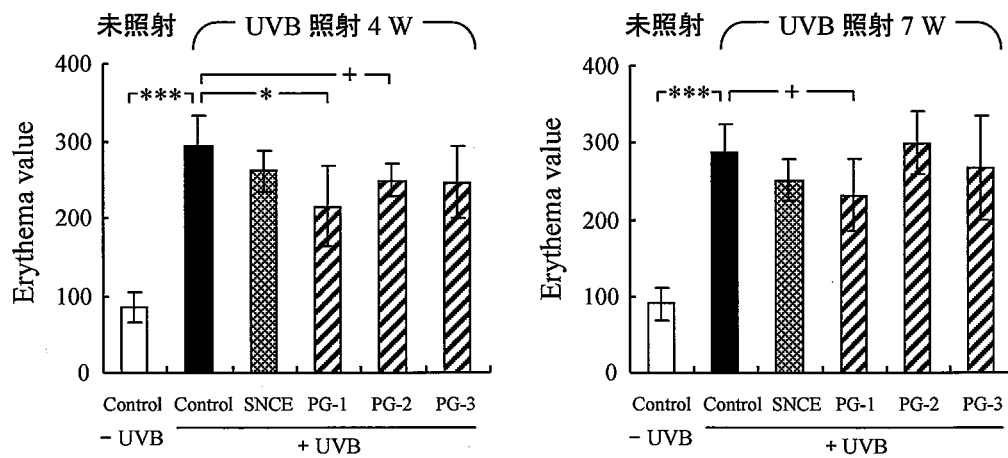 未照射 UVB 照射 4 W
Erythema value
400
300
200
100
0
*** + *
Control Control SNCE PG-1 PG-2 PG-3
− UVB + UVB
未照射 UVB 照射 7 W
Erythema value
400
300
200
100
0
*** +
Control Control SNCE PG-1 PG-2 PG-3
− UVB + UVB